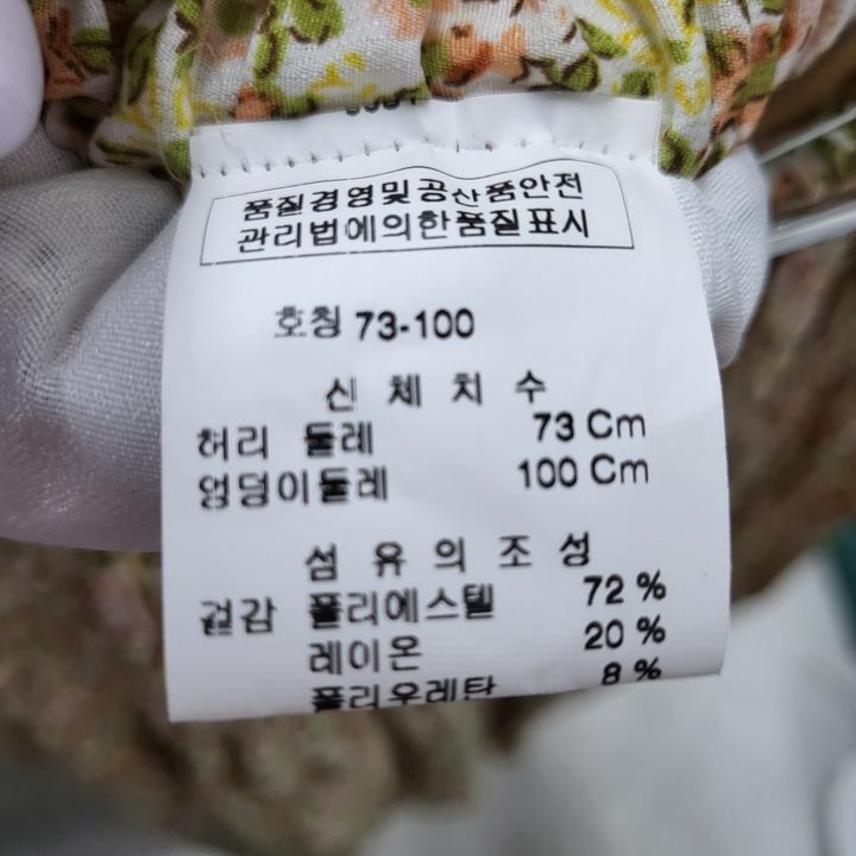 품질경영및공산품안전
관리법에의한품질표시
호칭 73-100
신 체 치 수
허리 둘레 73 Cm
엉덩이둘레 100 Cm
섬 유 의 조 성
겉감 폴리에스텔 72 %
레이온 20 %
폴리우레탄 8 %